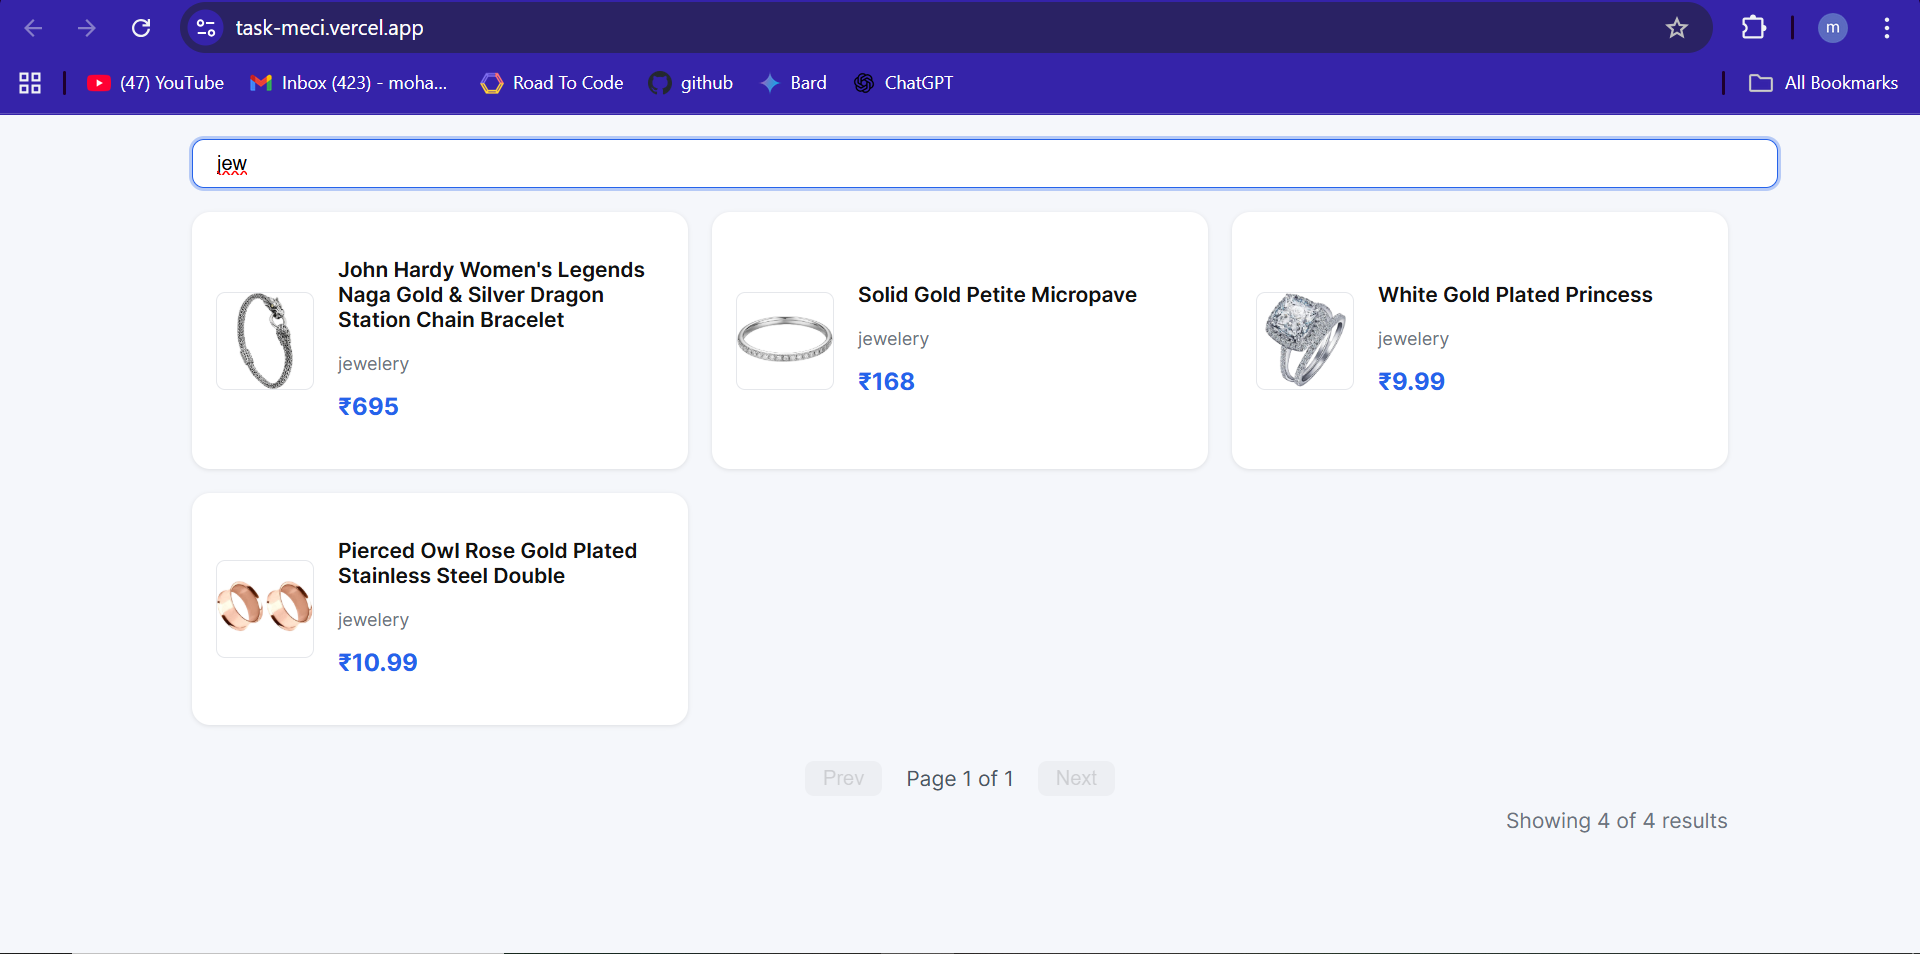 task-meci.vercel.app
m
(47) YouTube
Inbox (423) - moha...
Road To Code
github
Bard
ChatGPT
All Bookmarks
jew
John Hardy Women's Legends
Naga Gold & Silver Dragon
Station Chain Bracelet
jewelery
₹695
Solid Gold Petite Micropave
jewelery
₹168
White Gold Plated Princess
jewelery
₹9.99
Pierced Owl Rose Gold Plated
Stainless Steel Double
jewelery
₹10.99
Prev
Page 1 of 1
Next
Showing 4 of 4 results